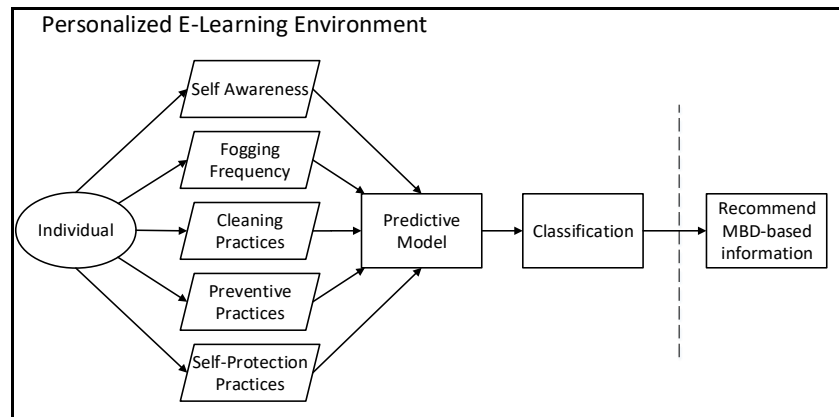 Personalized E-Learning Environment
Self Awareness
Fogging
Frequency
Individual
Cleaning
Practices
Preventive
Practices
Self-Protection
Practices
Predictive
Model
Classification
Recommend
MBD-based
information